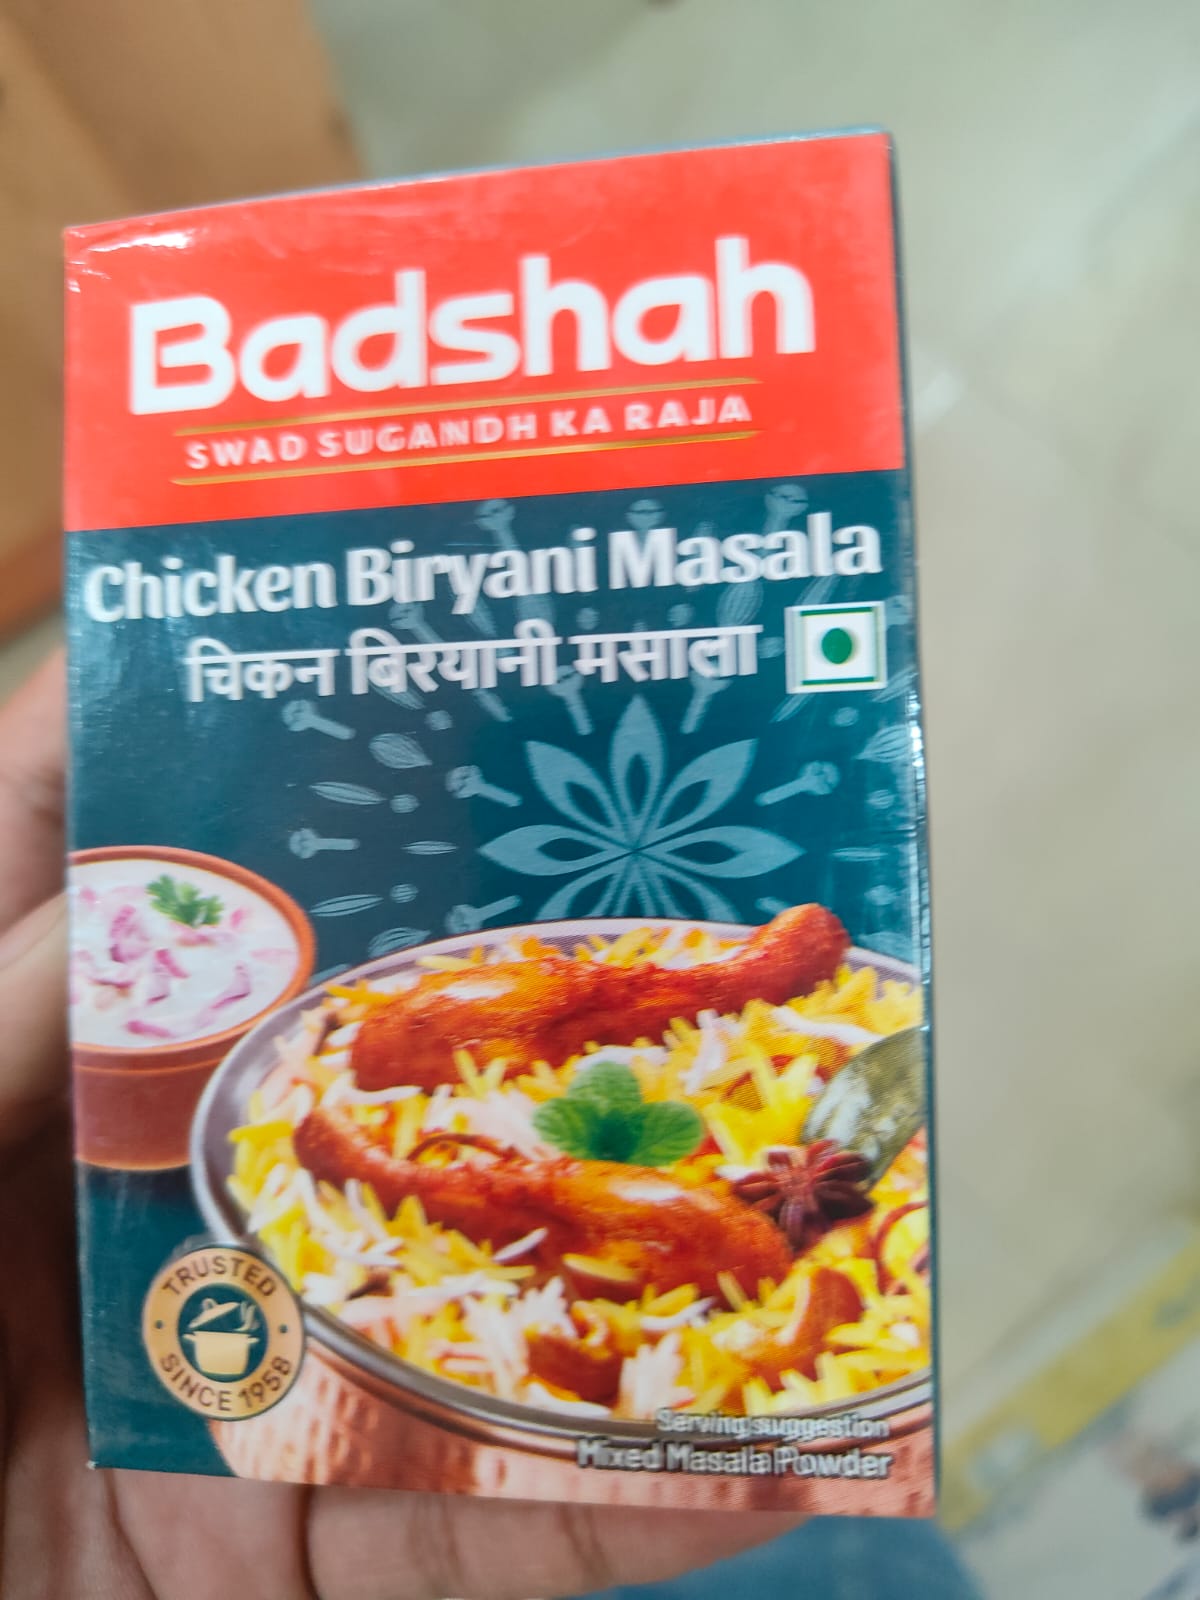 Badshah
SWAD SUGANDH KA RAJA
Chicken Biryani Masala
चिकन बिरयानी मसाला
TRUSTED
SINCE 1958
Serving suggestion
Mixed Masala Powder